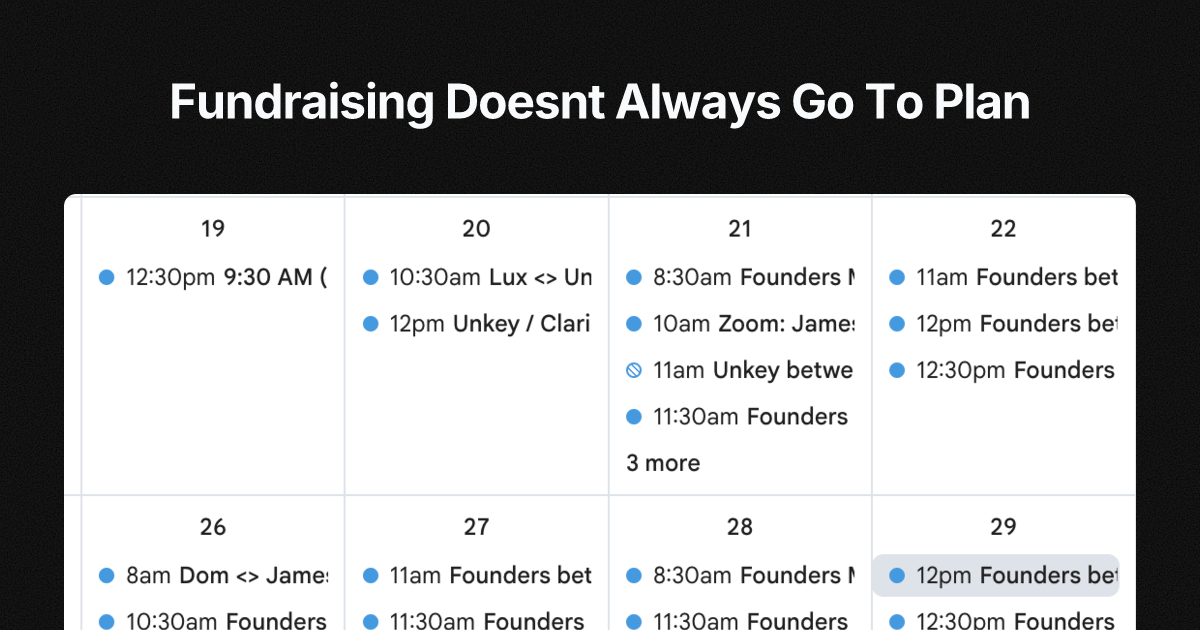 Fundraising Doesnt Always Go To Plan
19 20 21 22
12:30pm 9:30 AM ( 10:30am Lux <> Un 8:30am Founders M 11am Founders bet
12pm Unkey / Clari 10am Zoom: James 12pm Founders bet
11am Unkey betwe 12:30pm Founders
11:30am Founders
3 more
26 27 28 29
8am Dom <> James 11am Founders bet 8:30am Founders M 12pm Founders bet
10:30am Founders 11:30am Founders 11:30am Founders 12:30pm Founders